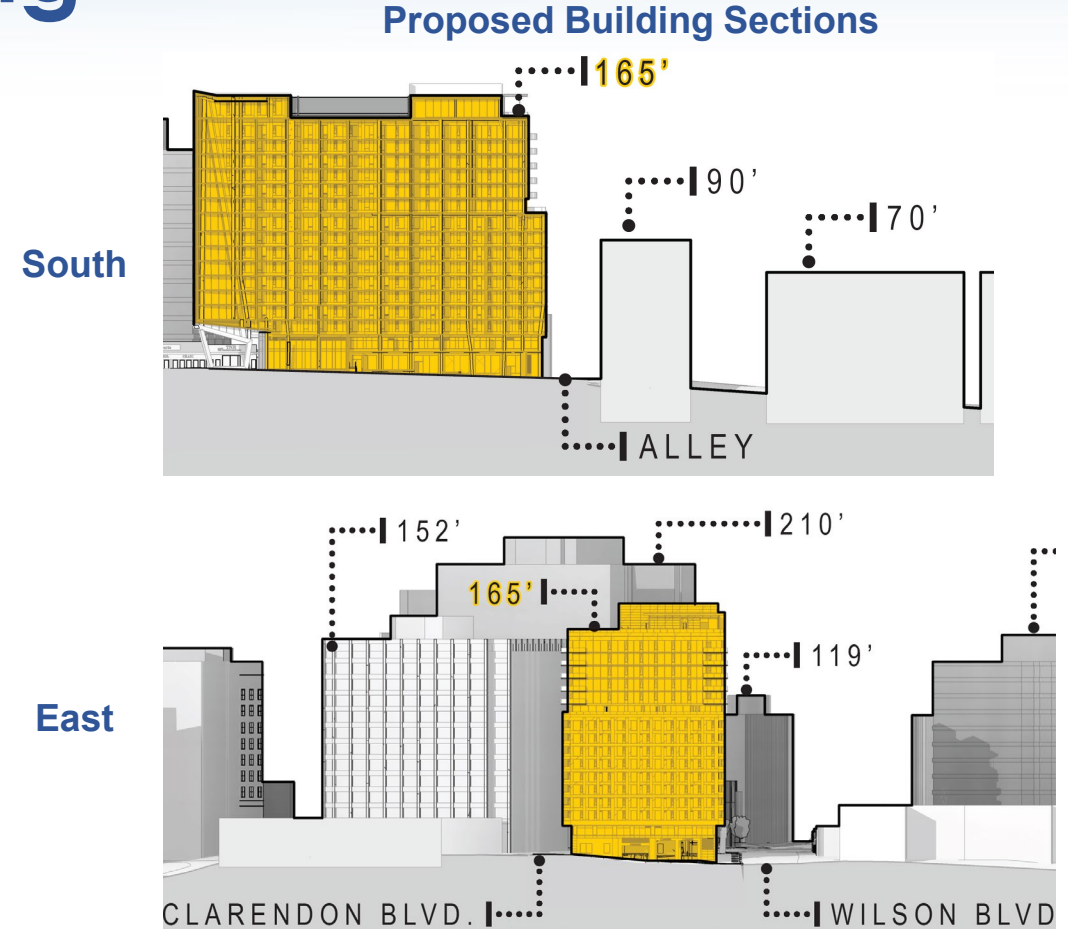 Proposed Building Sections
165’
90’
70’
South
ALLEY
152’
210’
165’
119’
East
CLARENDON BLVD.
WILSON BLVD